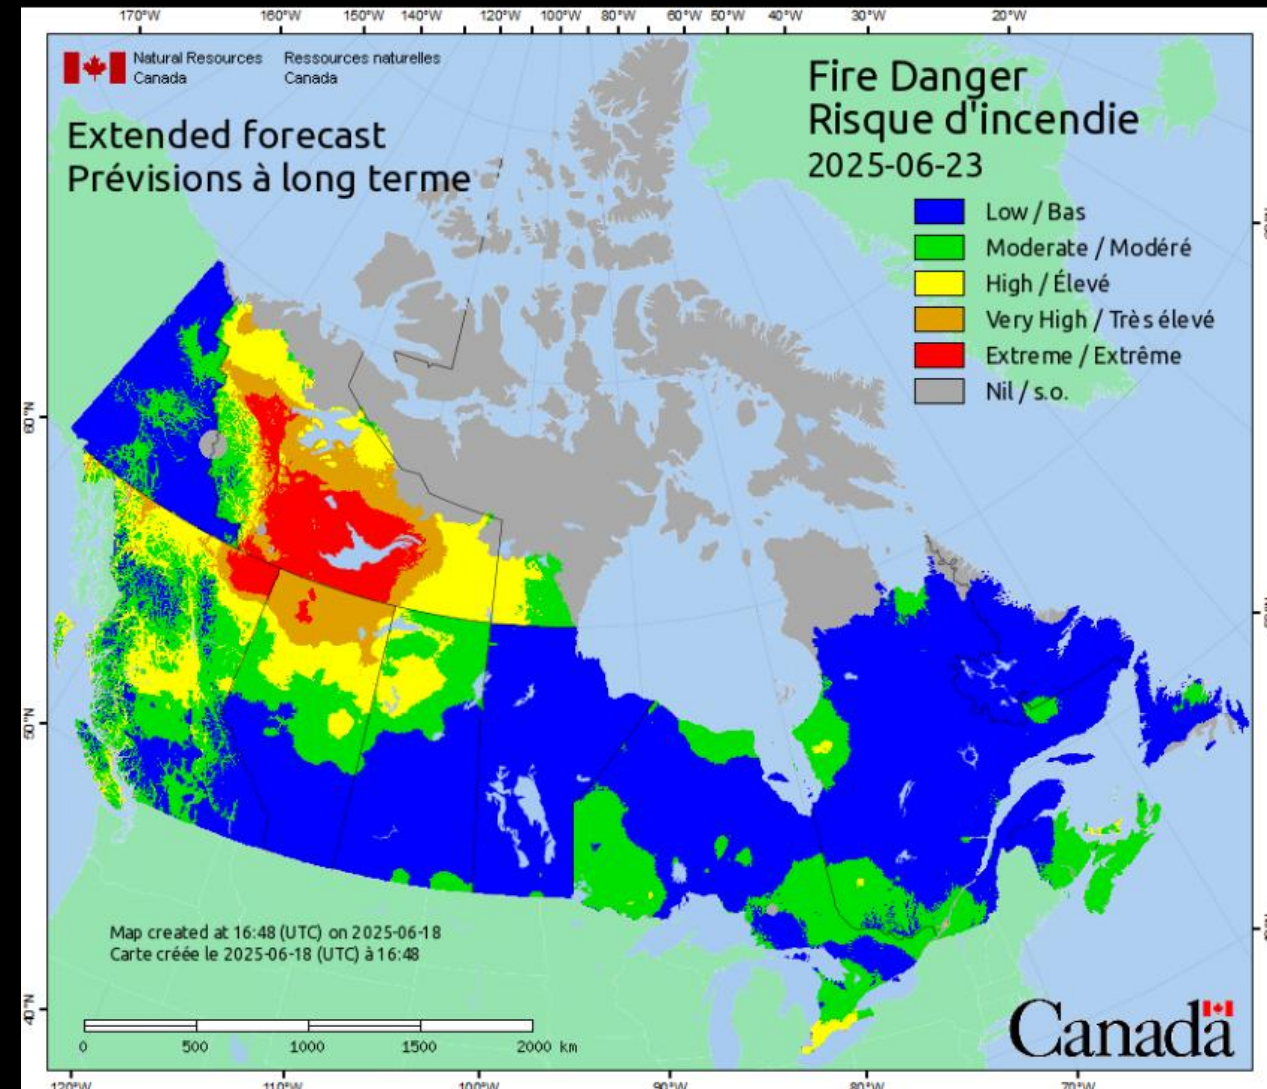 170°W 160°W 150°W 140°W 120°W 100°W 80°W 60°W 50°W 40°W 30°W 20°W
Natural Resources Ressources naturelles
Canada Canada
Extended forecast
Prévisions à long terme
Fire Danger
Risque d'incendie
2025-06-23
Low / Bas
Moderate / Modéré
High / Élevé
Very High / Très élevé
Extreme / Extrême
Nil / s.o.
60°N
50°N
40°N
Map created at 16:48 (UTC) on 2025-06-18
Carte créée le 2025-06-18 (UTC) à 16:48
0 500 1000 1500 2000 km
Canada
120°W 110°W 100°W 90°W 80°W 70°W